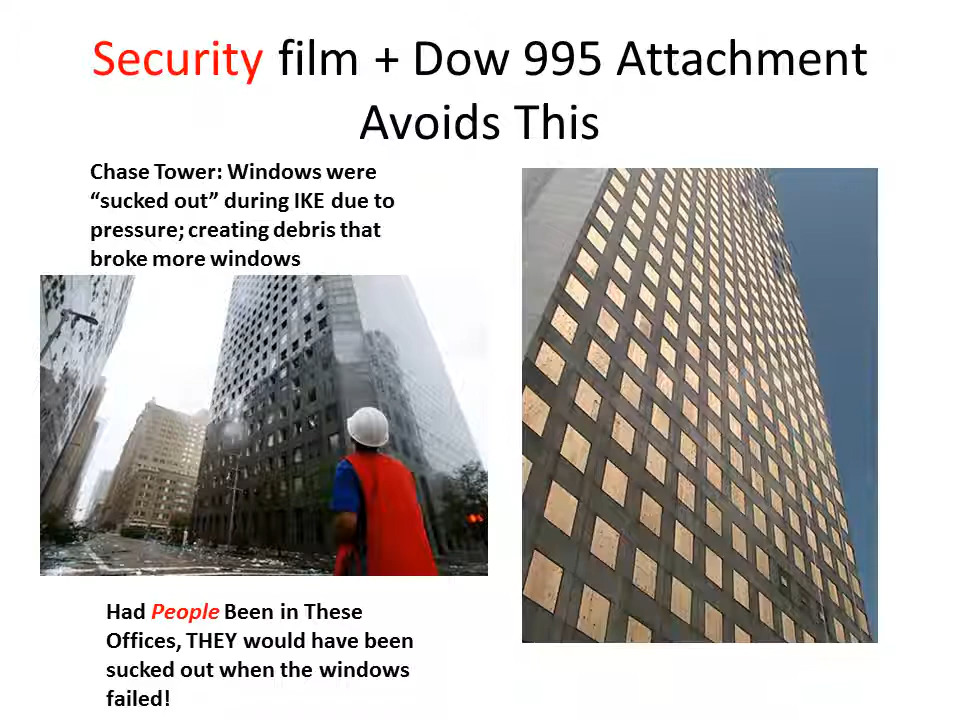 Security film + Dow 995 Attachment
Avoids This
Chase Tower: Windows were
“sucked out” during IKE due to
pressure; creating debris that
broke more windows
Had People Been in These
Offices, THEY would have been
sucked out when the windows
failed!